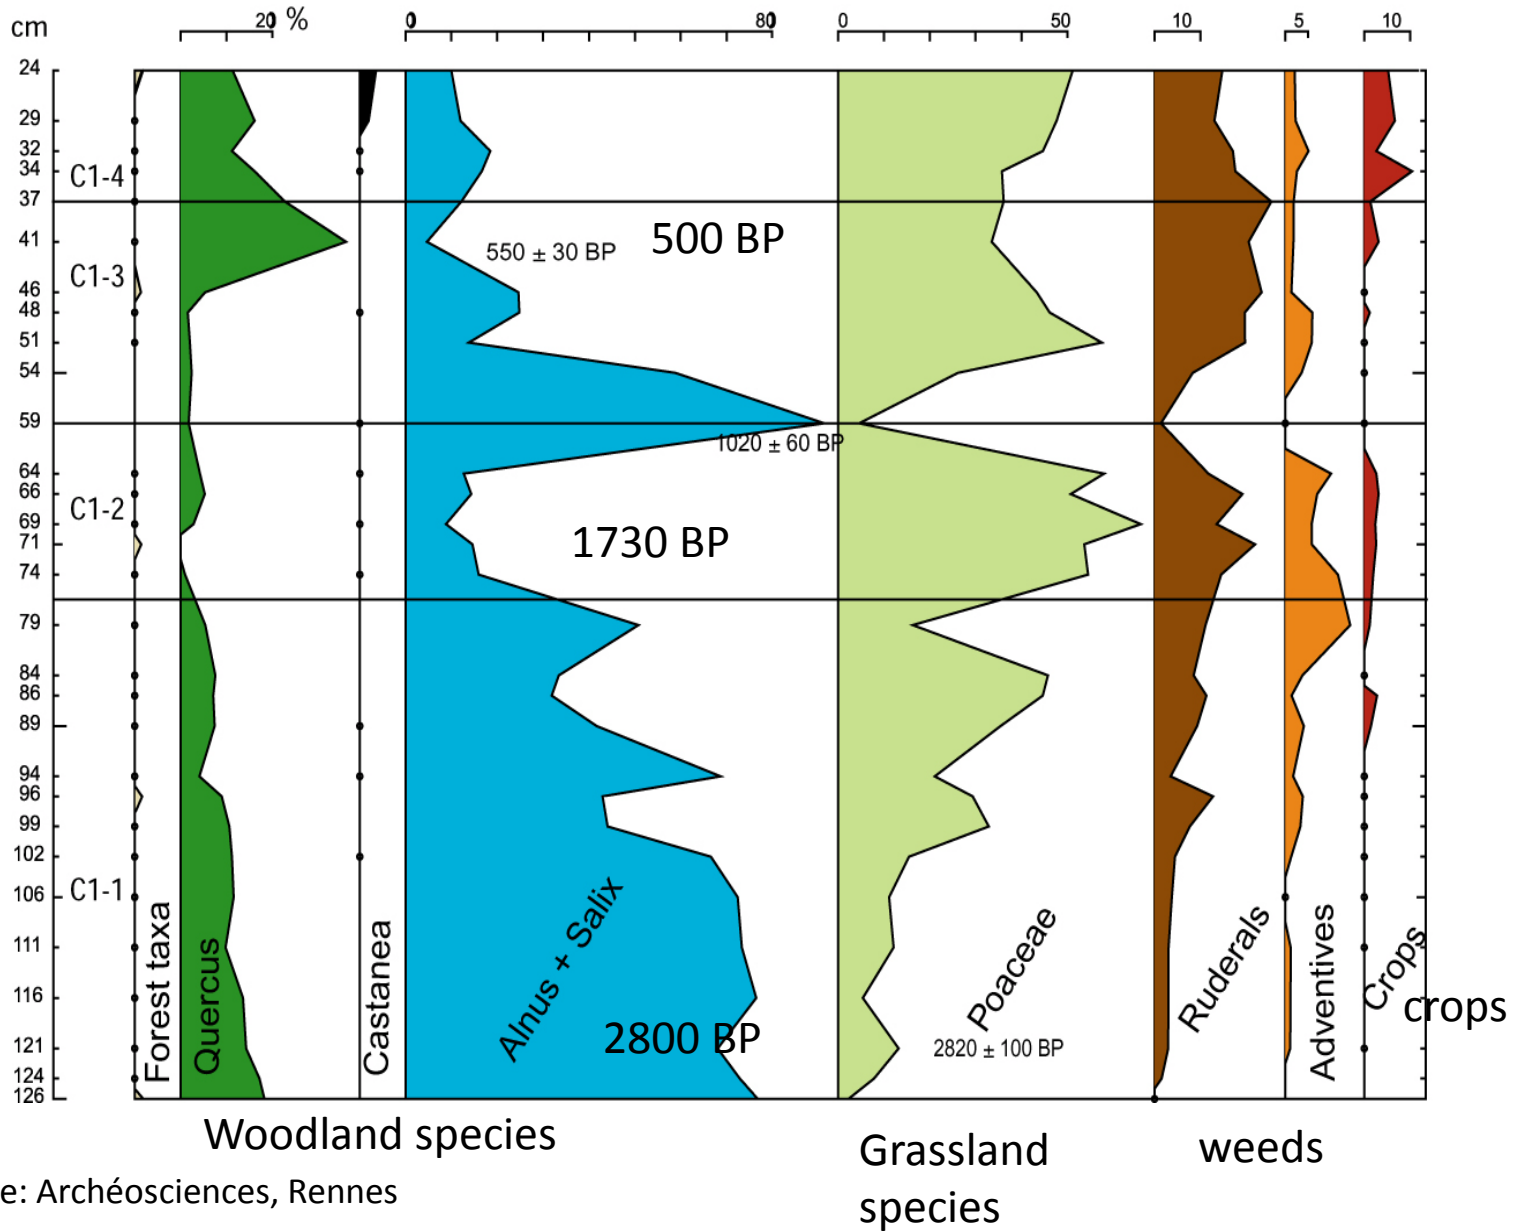 cm
20 %
0 80
0 50
10
5
10
24
29
32
34
37
41
46
48
51
54
59
64
66
69
71
74
79
84
86
89
94
96
99
102
106
111
116
121
124
126
C1-4
C1-3
C1-2
C1-1
500 BP
550 ± 30 BP
1020 ± 60 BP
1730 BP
2800 BP
2820 ± 100 BP
Forest taxa
Quercus
Castanea
Alnus + Salix
Poaceae
Ruderals
Adventives
Crops
crops
Woodland species
Grassland
species
weeds
e: Archéosciences, Rennes